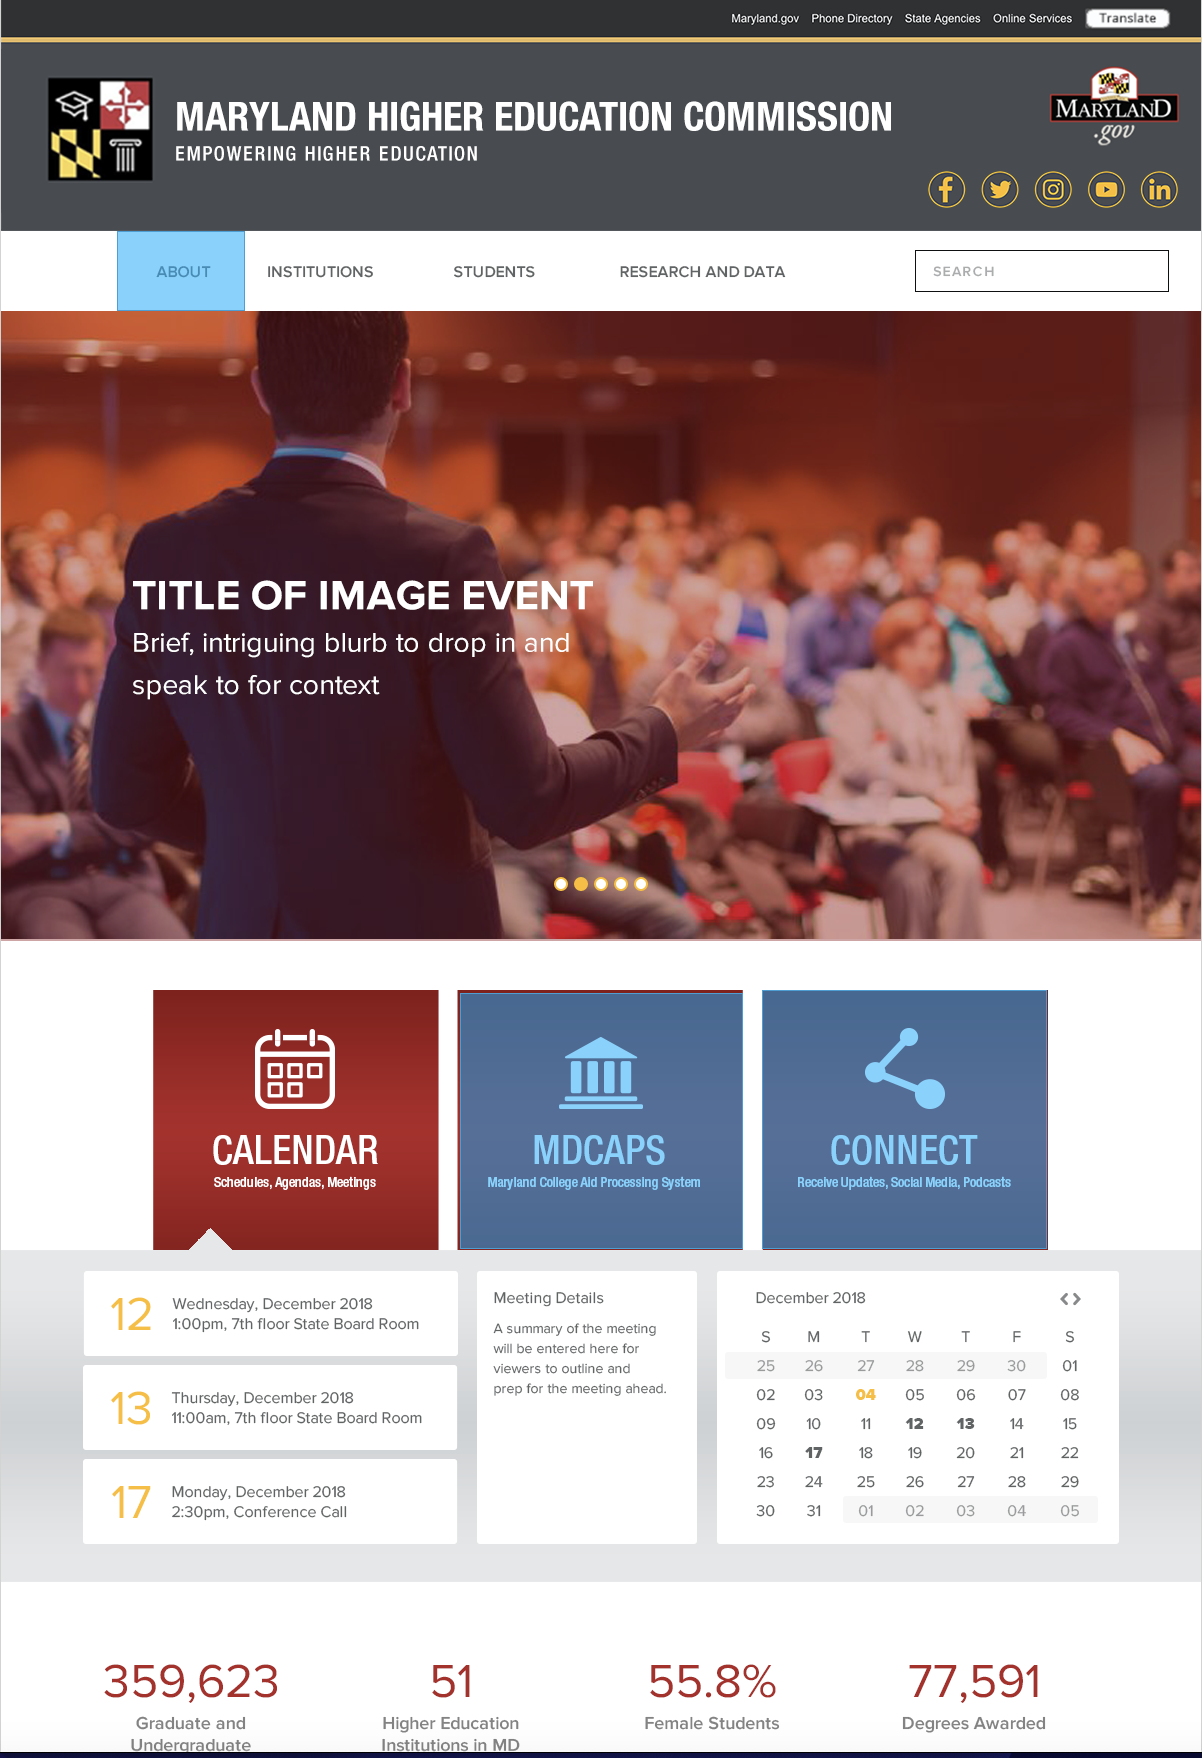 Maryland.gov Phone Directory State Agencies Online Services Translate
MARYLAND HIGHER EDUCATION COMMISSION
EMPOWERING HIGHER EDUCATION
MARYLAND
.gov
ABOUT INSTITUTIONS STUDENTS RESEARCH AND DATA SEARCH
TITLE OF IMAGE EVENT
Brief, intriguing blurb to drop in and
speak to for context
CALENDAR
Schedules, Agendas, Meetings
MDCAPS
Maryland College Aid Processing System
CONNECT
Receive Updates, Social Media, Podcasts
12
Wednesday, December 2018
1:00pm, 7th floor State Board Room
13
Thursday, December 2018
11:00am, 7th floor State Board Room
17
Monday, December 2018
2:30pm, Conference Call
Meeting Details
A summary of the meeting
will be entered here for
viewers to outline and
prep for the meeting ahead.
December 2018
S M T W T F S
25 26 27 28 29 30 01
02 03 04 05 06 07 08
09 10 11 12 13 14 15
16 17 18 19 20 21 22
23 24 25 26 27 28 29
30 31 01 02 03 04 05
359,623
Graduate and
Undergraduate
51
Higher Education
Institutions in MD
55.8%
Female Students
77,591
Degrees Awarded